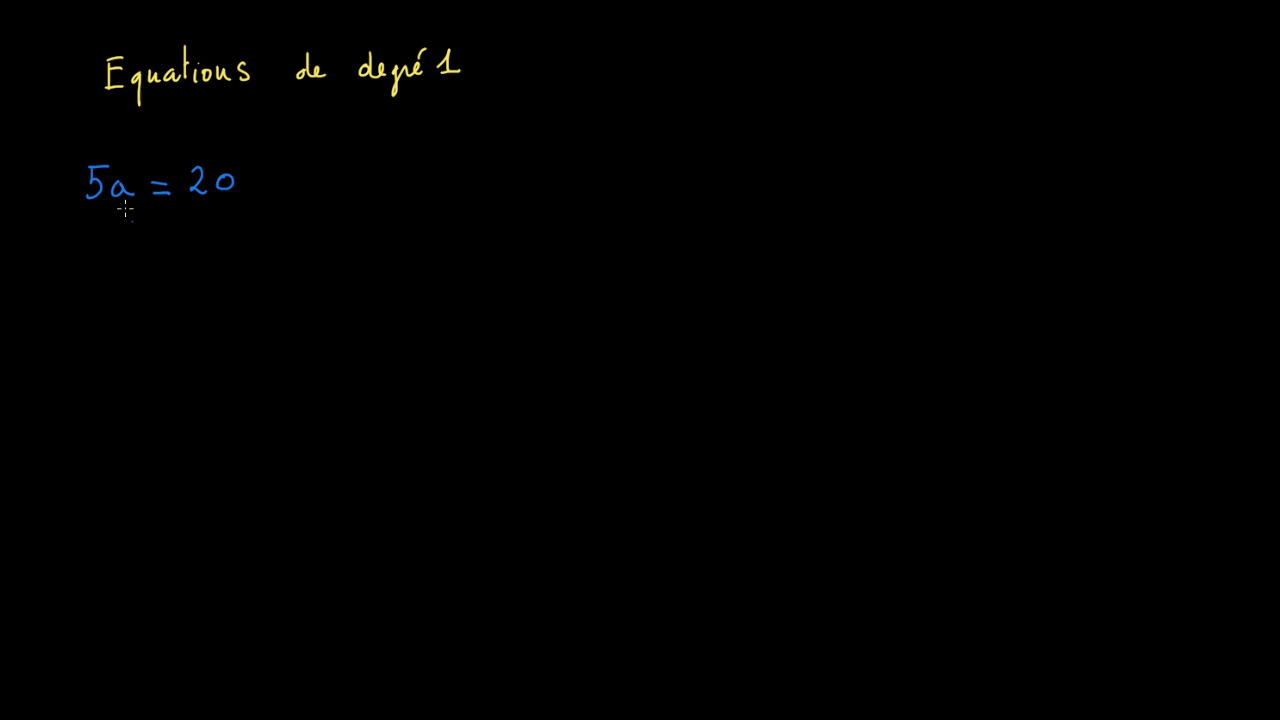 Equations de degré 1
5a = 20